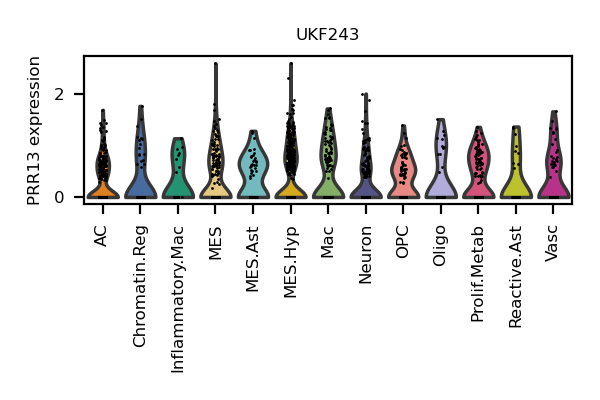 UKF243
PRR13 expression
2
0
AC
Chromatin.Reg
Inflammatory.Mac
MES
MES.Ast
MES.Hyp
Mac
Neuron
OPC
Oligo
Prolif.Metab
Reactive.Ast
Vasc